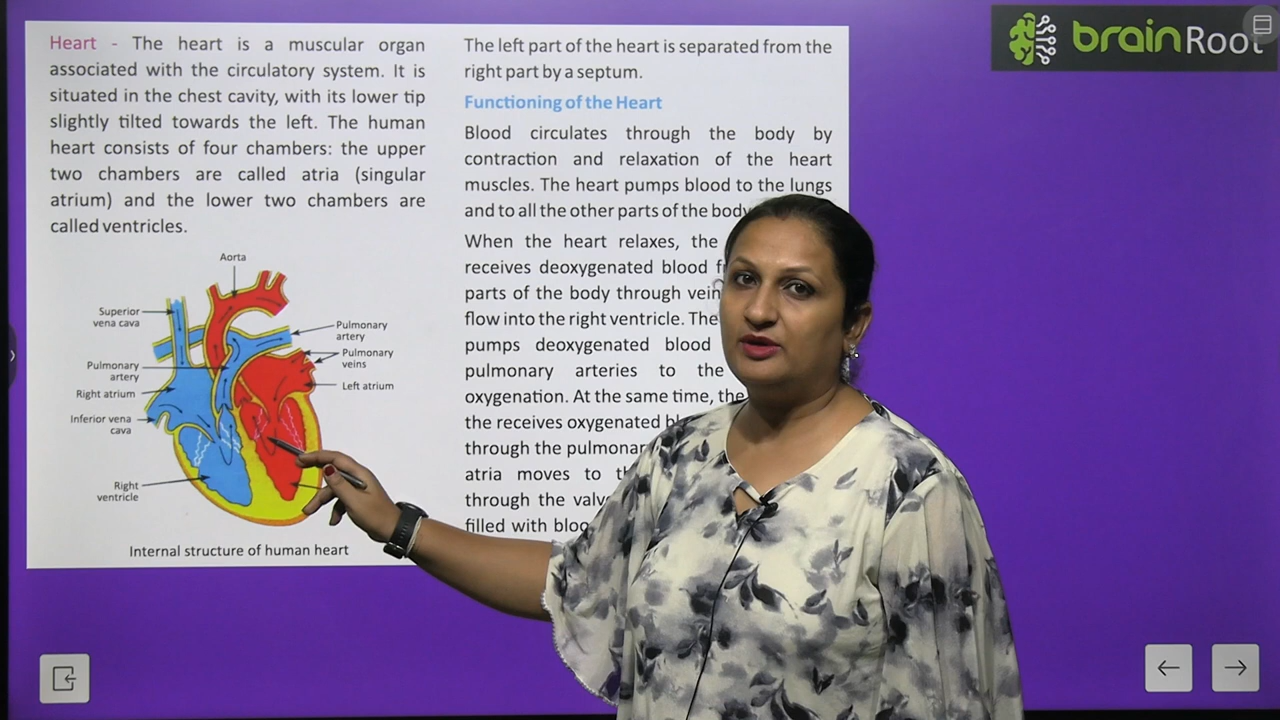 Heart - The heart is a muscular organ
associated with the circulatory system. It is
situated in the chest cavity, with its lower tip
slightly tilted towards the left. The human
heart consists of four chambers: the upper
two chambers are called atria (singular
atrium) and the lower two chambers are
called ventricles.
Aorta
Superior
vena cava
Pulmonary
artery
Pulmonary
veins
Pulmonary
artery
Left atrium
Right atrium
Inferior vena
cava
Right
ventricle
Internal structure of human heart
The left part of the heart is separated from the
right part by a septum.
Functioning of the Heart
Blood circulates through the body by
contraction and relaxation of the heart
muscles. The heart pumps blood to the lungs
and to all the other parts of the body
When the heart relaxes, the
receives deoxygenated blood
parts of the body through
flow into the right ventricle. The
pumps deoxygenated blood
pulmonary arteries to the
oxygenation. At the same time, the
the receives oxygenated
through the
atria moves to
through the
filled with
brain Root